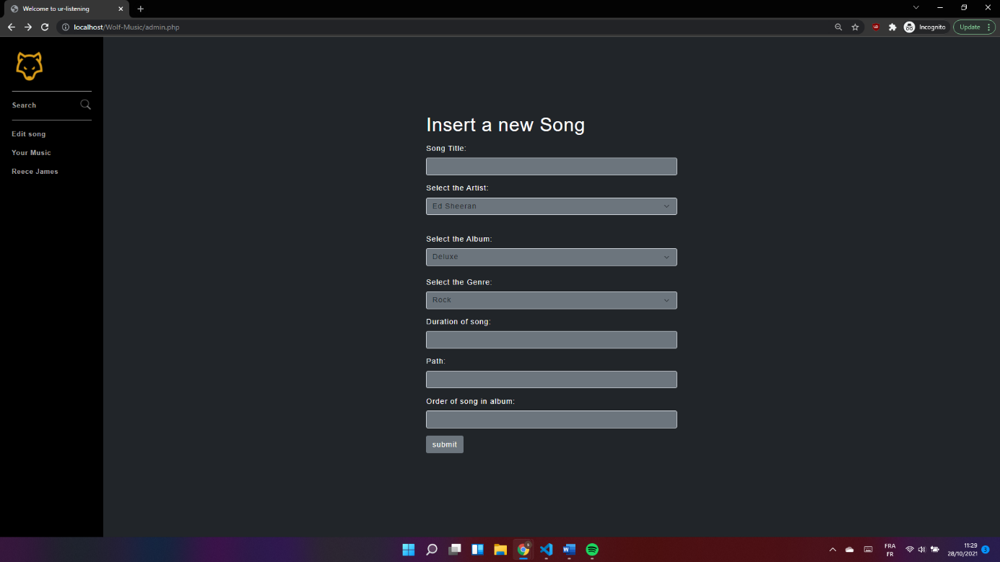 Welcome to ur-listening
localhost/Wolf-Music/admin.php
Incognito
Update
Search
Edit song
Your Music
Reece James
Insert a new Song
Song Title:
Select the Artist:
Ed Sheeran
Select the Album:
Deluxe
Select the Genre:
Rock
Duration of song:
Path:
Order of song in album:
submit
FRA
FR
11:29
28/10/2021
3